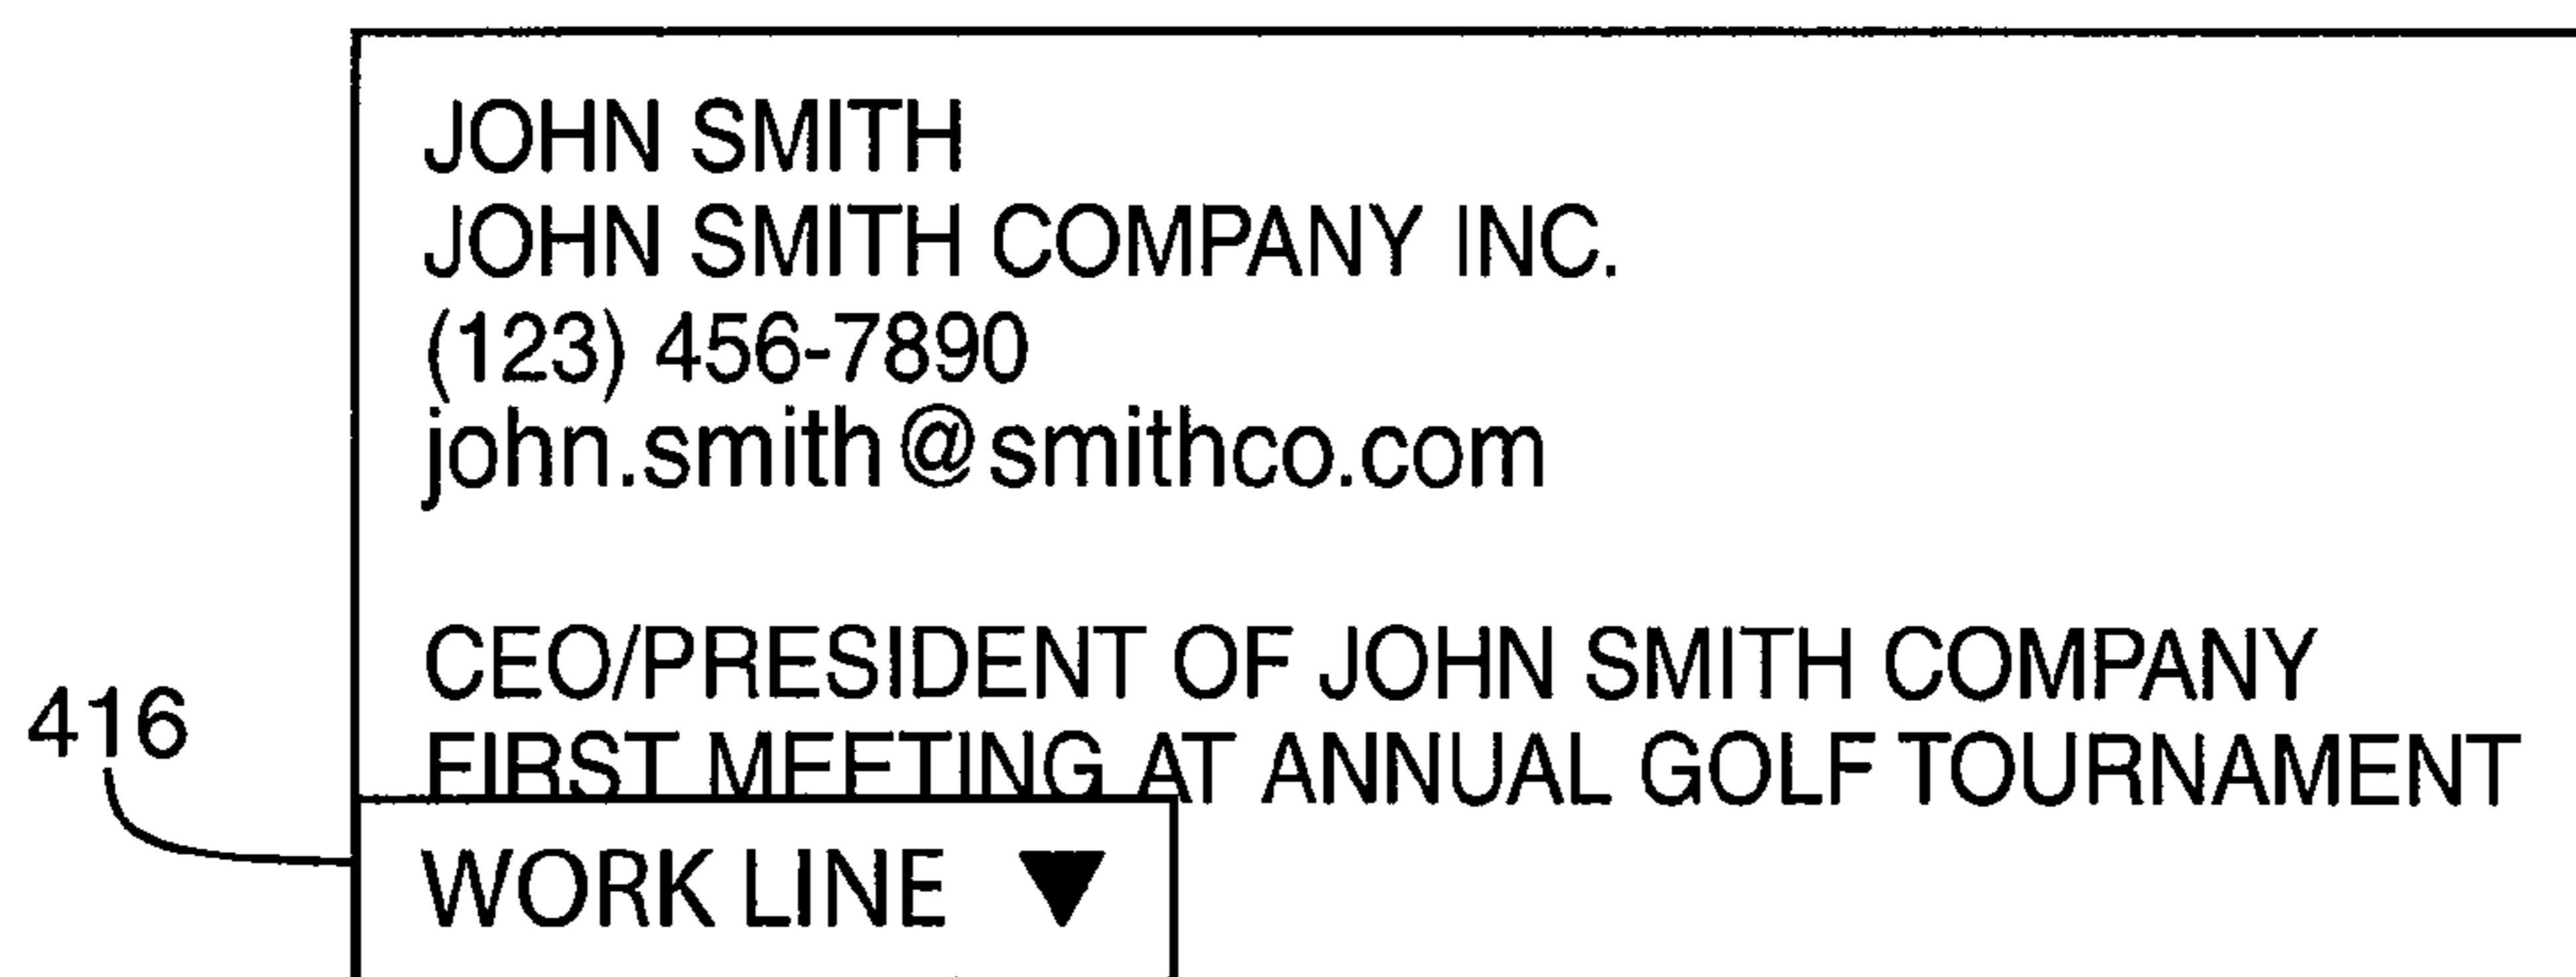 JOHN SMITH
JOHN SMITH COMPANY INC.
(123) 456-7890
john.smith@smithco.com
CEO/PRESIDENT OF JOHN SMITH COMPANY
FIRST MEETING AT ANNUAL GOLF TOURNAMENT
416
WORK LINE ▼